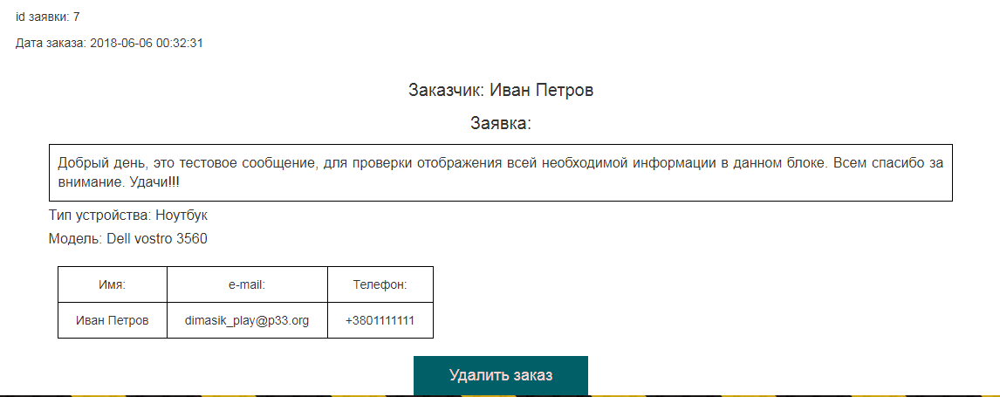 id заявки: 7
Дата заказа: 2018-06-06 00:32:31
Заказчик: Иван Петров
Заявка:
Добрый день, это тестовое сообщение, для проверки отображения всей необходимой информации в данном блоке. Всем спасибо за
внимание. Удачи!!!
Тип устройства: Ноутбук
Модель: Dell vostro 3560
Имя: e-mail: Телефон:
Иван Петров dimasik_play@p33.org +3801111111
Удалить заказ